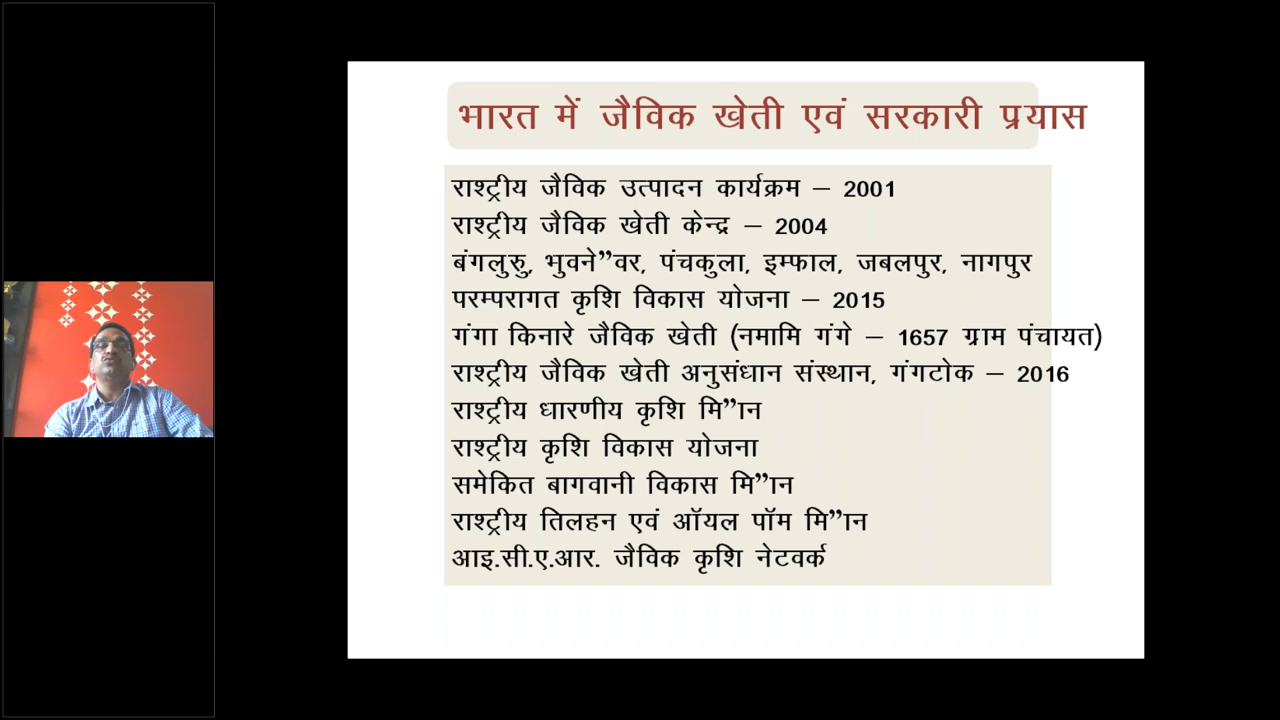 भारत में जैविक खेती एवं सरकारी प्रयास
राश्ट्रीय जैविक उत्पादन कार्यक्रम – 2001
राश्ट्रीय जैविक खेती केन्द्र – 2004
बंगलुरु, भुवने”वर, पंचकुला, इम्फाल, जबलपुर, नागपुर
परम्परागत कृशि विकास योजना – 2015
गंगा किनारे जैविक खेती (नमामि गंगे – 1657 ग्राम पंचायत)
राश्ट्रीय जैविक खेती अनुसंधान संस्थान, गंगटोक – 2016
राश्ट्रीय धारणीय कृशि मि”ान
राश्ट्रीय कृशि विकास योजना
समेकित बागवानी विकास मि”ान
राश्ट्रीय तिलहन एवं ऑयल पॉम मि”ान
आइ.सी.ए.आर. जैविक कृशि नेटवर्क